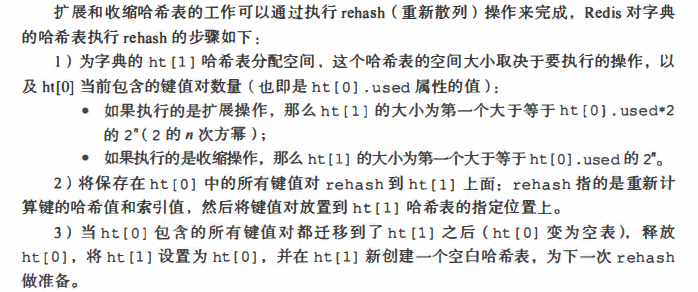 扩展和收缩哈希表的工作可以通过执行 rehash（重新散列）操作来完成，Redis 对字典
的哈希表执行 rehash 的步骤如下：
1）为字典的 ht[1] 哈希表分配空间，这个哈希表的空间大小取决于要执行的操作，以
及 ht[0] 当前包含的键值对数量（也即是 ht[0].used 属性的值）：
● 如果执行的是扩展操作，那么 ht[1] 的大小为第一个大于等于 ht[0].used*2
的 2ⁿ（2 的 n 次方幂）；
● 如果执行的是收缩操作，那么 ht[1] 的大小为第一个大于等于 ht[0].used 的 2ⁿ。
2）将保存在 ht[0] 中的所有键值对 rehash 到 ht[1] 上面：rehash 指的是重新计
算键的哈希值和索引值，然后将键值对放置到 ht[1] 哈希表的指定位置上。
3）当 ht[0] 包含的所有键值对都迁移到了 ht[1] 之后（ht[0] 变为空表），释放
ht[0]，将 ht[1] 设置为 ht[0]，并在 ht[1] 新创建一个空白哈希表，为下一次 rehash
做准备。